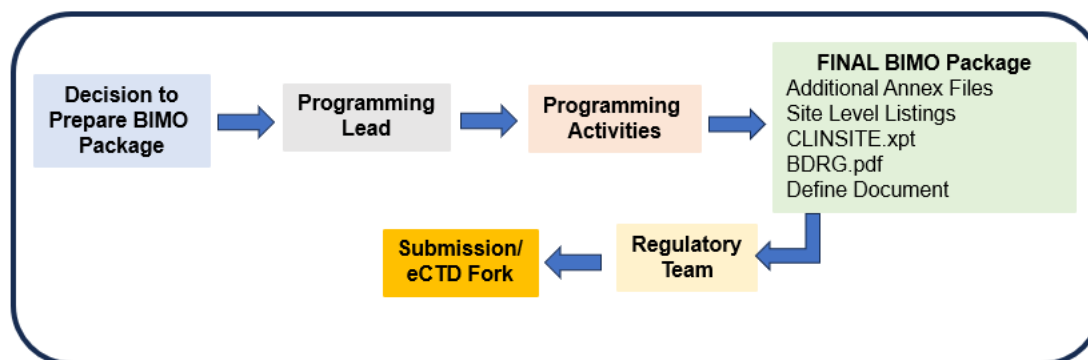 Decision to
Prepare BIMO
Package
Programming
Lead
Programming
Activities
FINAL BIMO Package
Additional Annex Files
Site Level Listings
CLINSITE.xpt
BDRG.pdf
Define Document
Regulatory
Team
Submission/
eCTD Fork